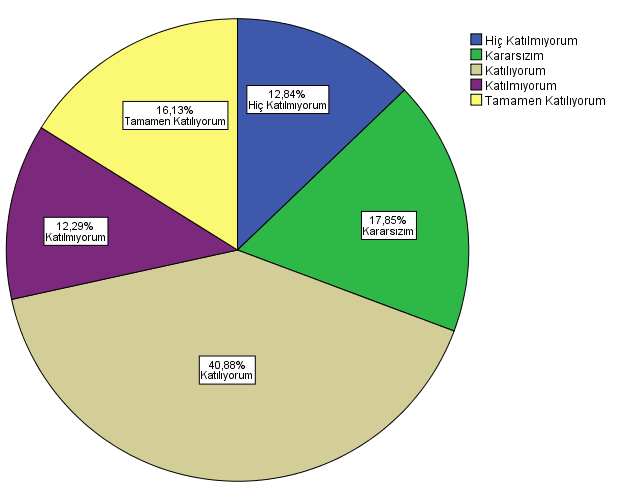 Hiç Katılmıyorum
Kararsızım
Katılıyorum
Katılmıyorum
Tamamen Katılıyorum
12,84%
Hiç Katılmıyorum
16,13%
Tamamen Katılıyorum
17,85%
Kararsızım
12,29%
Katılmıyorum
40,88%
Katılıyorum